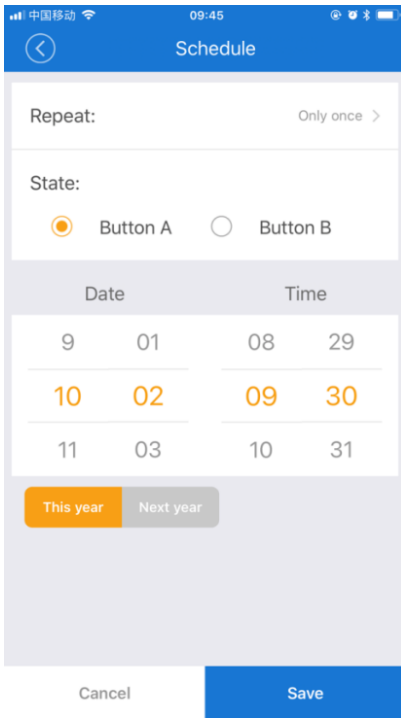 中国移动 09:45
Schedule
Repeat: Only once
State:
Button A Button B
Date Time
9 01 08 29
10 02 09 30
11 03 10 31
This year Next year
Cancel Save